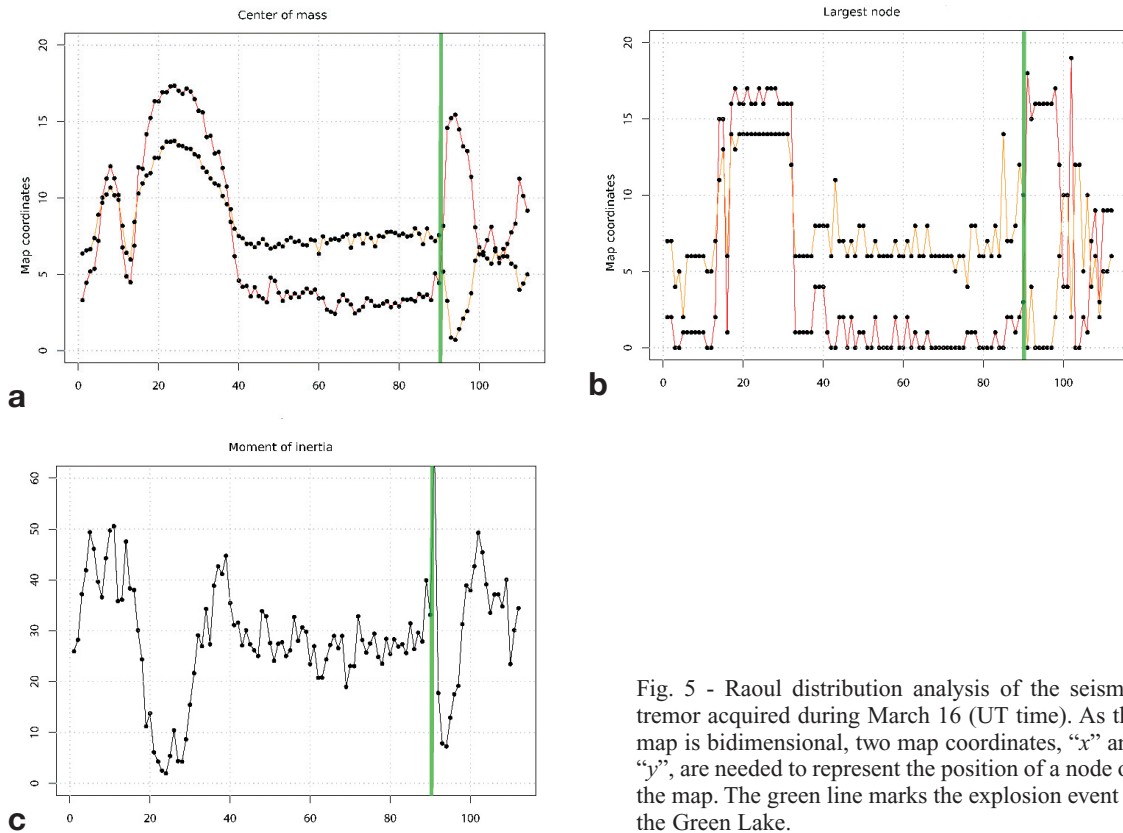 Center of mass
Map coordinates
20
15
10
5
0
0 20 40 60 80 100
a
Largest node
Map coordinates
20
15
10
5
0
0 20 40 60 80 100
b
Moment of inertia
60
50
40
30
20
10
0
0 20 40 60 80 100
c
Fig. 5 - Raoul distribution analysis of the seism
tremor acquired during March 16 (UT time). As th
map is bidimensional, two map coordinates, “x” an
“y”, are needed to represent the position of a node o
the map. The green line marks the explosion event
the Green Lake.